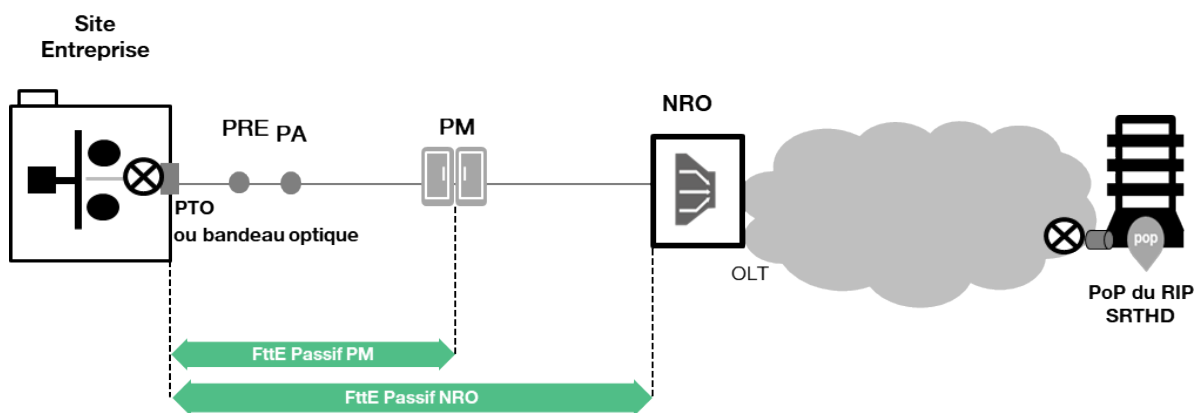 Site
Entreprise
PRE PA
PM
NRO
PTO
ou bandeau optique
OLT
pop
PoP du RIP
SRTHD
FttE Passif PM
FttE Passif NRO